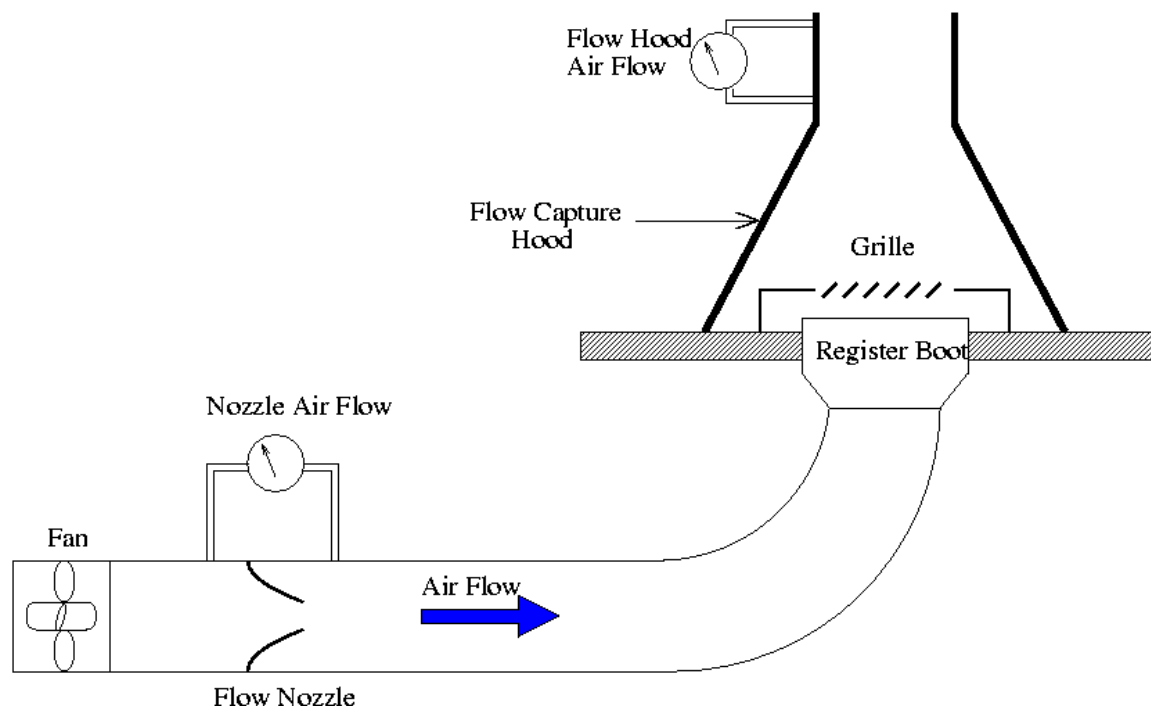 Flow Hood
Air Flow
Flow Capture
Hood
Grille
Register Boot
Nozzle Air Flow
Fan
Air Flow
Flow Nozzle